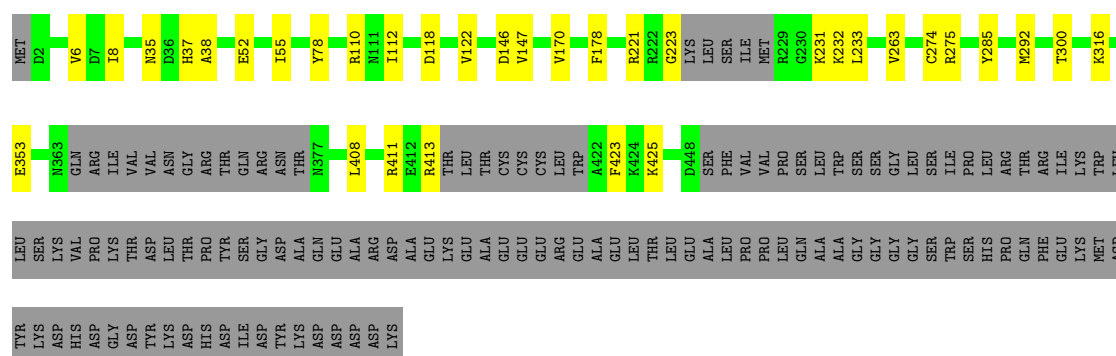 MET D2 V6 D7 I8 N35 D36 H37 A38 E52 I55 Y78 R110 N111 I112 D118 V122 D146 V147 V170 F178 R221 R222 G223 LYS LEU SER ILE MET R229 G230 K231 K232 L233 V263 C274 R275 Y285 M292 T300 K316
E353 N363 GLN ARG ILE VAL VAL ASN GLY ARG THR GLN ARG ASN THR N377 L408 R411 E412 R413 THR LEU THR CYS CYS CYS LEU TRP A422 F423 K424 K425 D448 SER PHE VAL VAL PRO SER LEU TRP SER SER GLY LEU SER ILE PRO LEU ARG THR ARG ILE LYS TRP
LEU SER LYS VAL PRO LYS THR ASP LEU THR PRO TYR SER GLY ASP ALA GLN GLU ALA ARG ASP ALA GLU LYS GLU ALA GLU GLU GLU ARG GLU ALA GLU LEU THR LEU GLU ALA LEU PRO PRO LEU GLN ALA ALA GLY GLY GLY GLY SER TRP SER HIS PRO GLN PHE GLU LYS MET
TYR LYS ASP HIS ASP GLY ASP TYR LYS ASP HIS ASP ILE ASP TYR LYS ASP ASP ASP ASP LYS